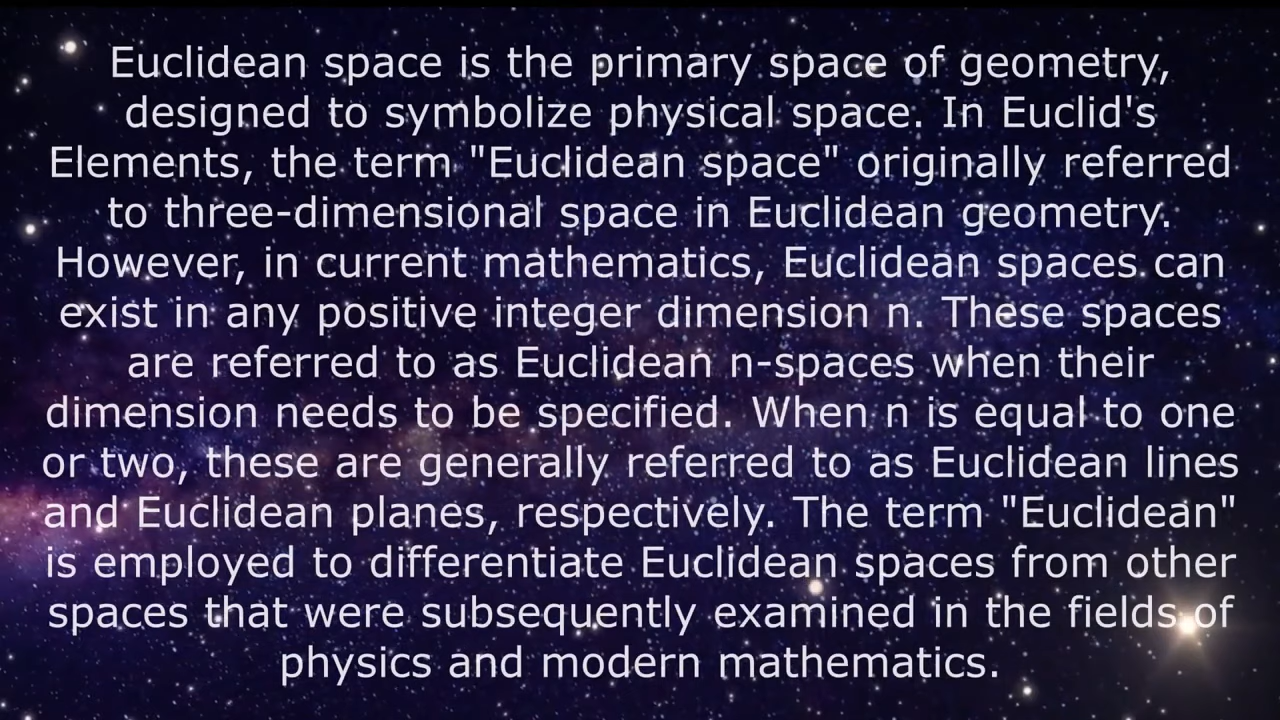 Euclidean space is the primary space of geometry,
designed to symbolize physical space. In Euclid's
Elements, the term "Euclidean space" originally referred
to three-dimensional space in Euclidean geometry.
However, in current mathematics, Euclidean spaces can
exist in any positive integer dimension n. These spaces
are referred to as Euclidean n-spaces when their
dimension needs to be specified. When n is equal to one
or two, these are generally referred to as Euclidean lines
and Euclidean planes, respectively. The term "Euclidean"
is employed to differentiate Euclidean spaces from other
spaces that were subsequently examined in the fields of
physics and modern mathematics.